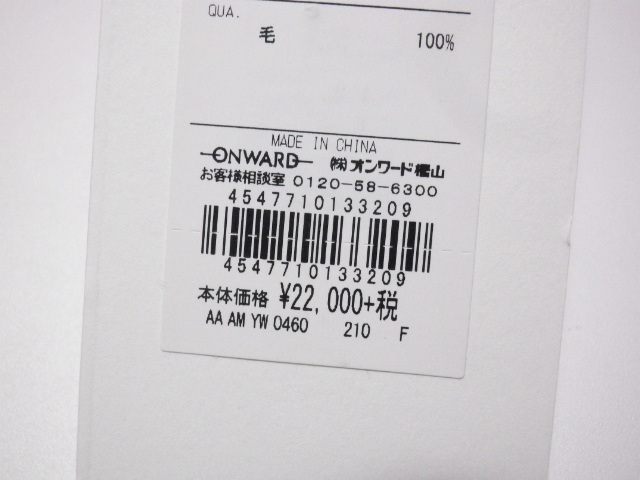 QUA.
毛 100%
MADE IN CHINA
ONWARD ㈱オンワード樫山
お客様相談室 0120-58-6300
4547710133209
4547710133209
本体価格 ¥22,000+税
AA AM YW 0460 210 F